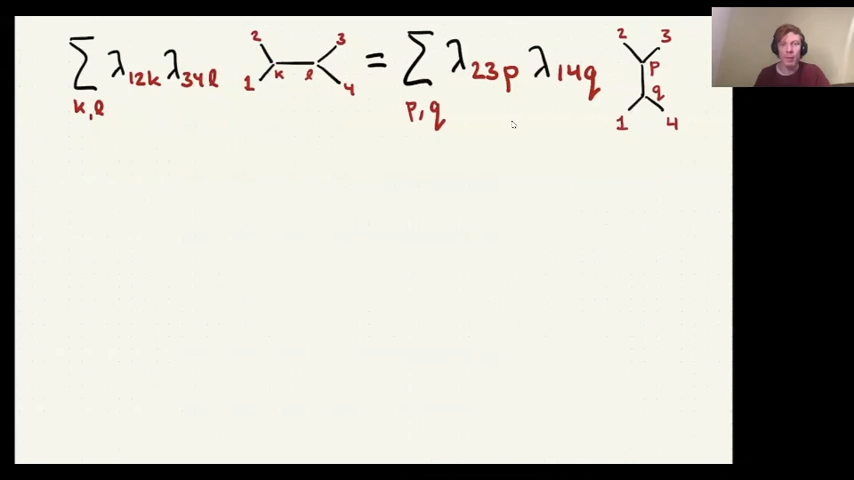 ∑ λ12k λ34l 2 1 k l 3 4 = ∑ λ23p λ14q 2 3 p q 1 4
k,l p,q